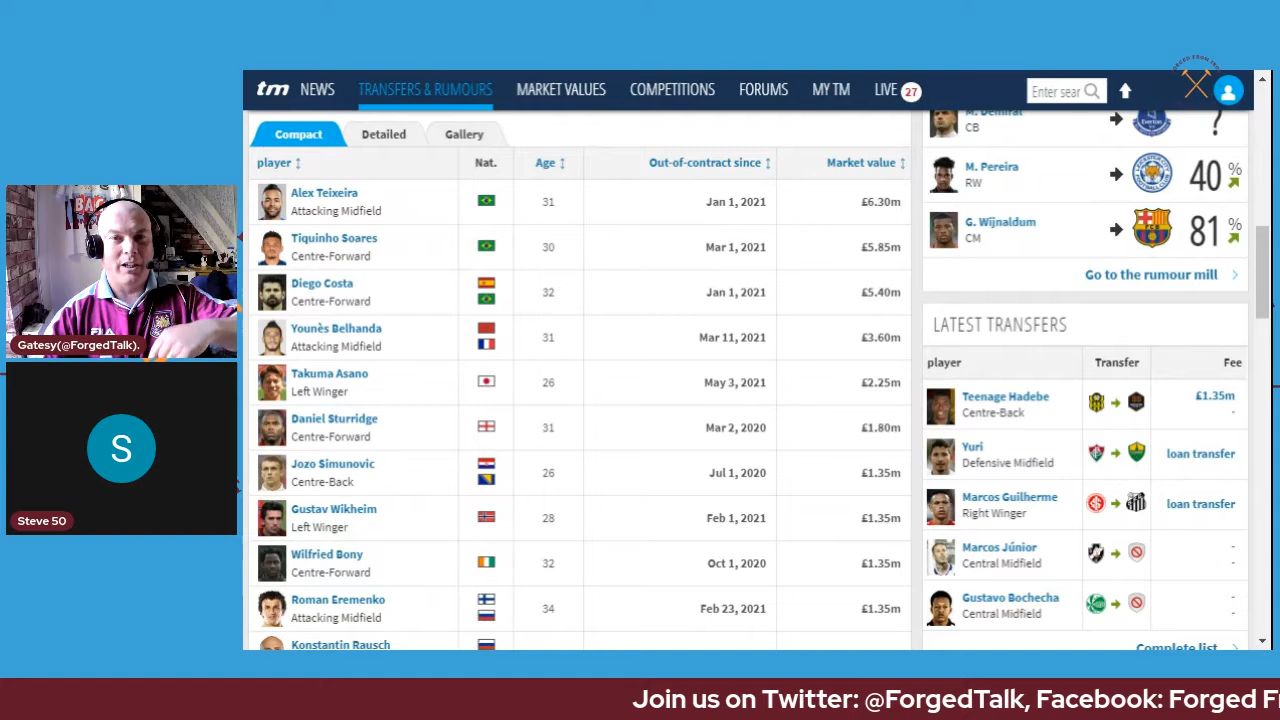 tm NEWS TRANSFERS & RUMOURS MARKET VALUES COMPETITIONS FORUMS MY TM LIVE 27 Enter sear
Compact Detailed Gallery
player Nat. Age Out-of-contract since Market value
Alex Teixeira
Attacking Midfield
31 Jan 1, 2021 £6.30m
Tiquinho Soares
Centre-Forward
30 Mar 1, 2021 £5.85m
Diego Costa
Centre-Forward
32 Jan 1, 2021 £5.40m
Younès Belhanda
Attacking Midfield
31 Mar 11, 2021 £3.60m
Takuma Asano
Left Winger
26 May 3, 2021 £2.25m
Daniel Sturridge
Centre-Forward
31 Mar 2, 2020 £1.80m
Jozo Simunovic
Centre-Back
26 Jul 1, 2020 £1.35m
Gustav Wikheim
Left Winger
28 Feb 1, 2021 £1.35m
Wilfried Bony
Centre-Forward
32 Oct 1, 2020 £1.35m
Roman Eremenko
Attacking Midfield
34 Feb 23, 2021 £1.35m
Konstantin Rausch
M. Demiral
CB
?
M. Pereira
RW
40 %
G. Wijnaldum
CM
81 %
Go to the rumour mill
LATEST TRANSFERS
player Transfer Fee
Teenage Hadebe
Centre-Back
£1.35m
-
Yuri
Defensive Midfield
loan transfer
Marcos Guilherme
Right Winger
loan transfer
Marcos Júnior
Central Midfield
-
-
Gustavo Bochecha
Central Midfield
-
-
Complete list
Gatesy(@ForgedTalk).
S
Steve 50
Join us on Twitter: @ForgedTalk, Facebook: Forged F